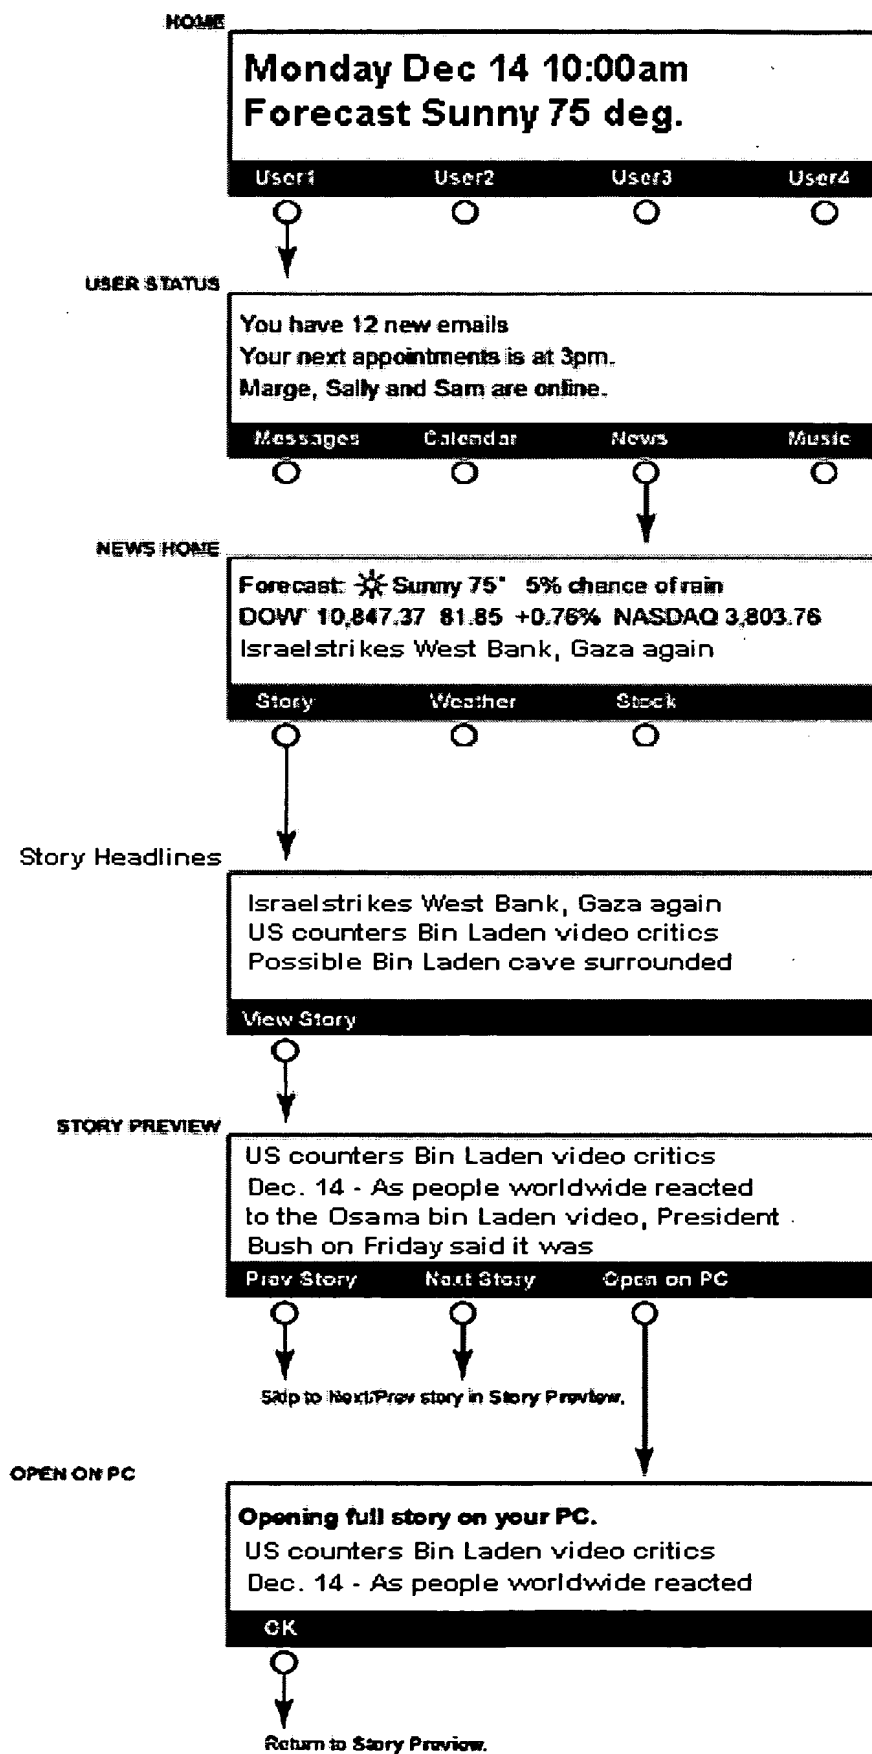 HOME
Monday Dec 14 10:00am
Forecast Sunny 75 deg.
User1 User2 User3 User4
USER STATUS
You have 12 new emails
Your next appointments is at 3pm.
Marge, Sally and Sam are online.
Messages Calendar News Music
NEWS HOME
Forecast: Sunny 75° 5% chance of rain
DOW 10,847.37 81.85 +0.76% NASDAQ 3,803.76
Israel strikes West Bank, Gaza again
Story Weather Stock
Story Headlines
Israel strikes West Bank, Gaza again
US counters Bin Laden video critics
Possible Bin Laden cave surrounded
View Story
STORY PREVIEW
US counters Bin Laden video critics
Dec. 14 - As people worldwide reacted
to the Osama bin Laden video, President
Bush on Friday said it was
Prev Story Next Story Open on PC
Skip to Next/Prev story in Story Preview.
OPEN ON PC
Opening full story on your PC.
US counters Bin Laden video critics
Dec. 14 - As people worldwide reacted
OK
Return to Story Preview.